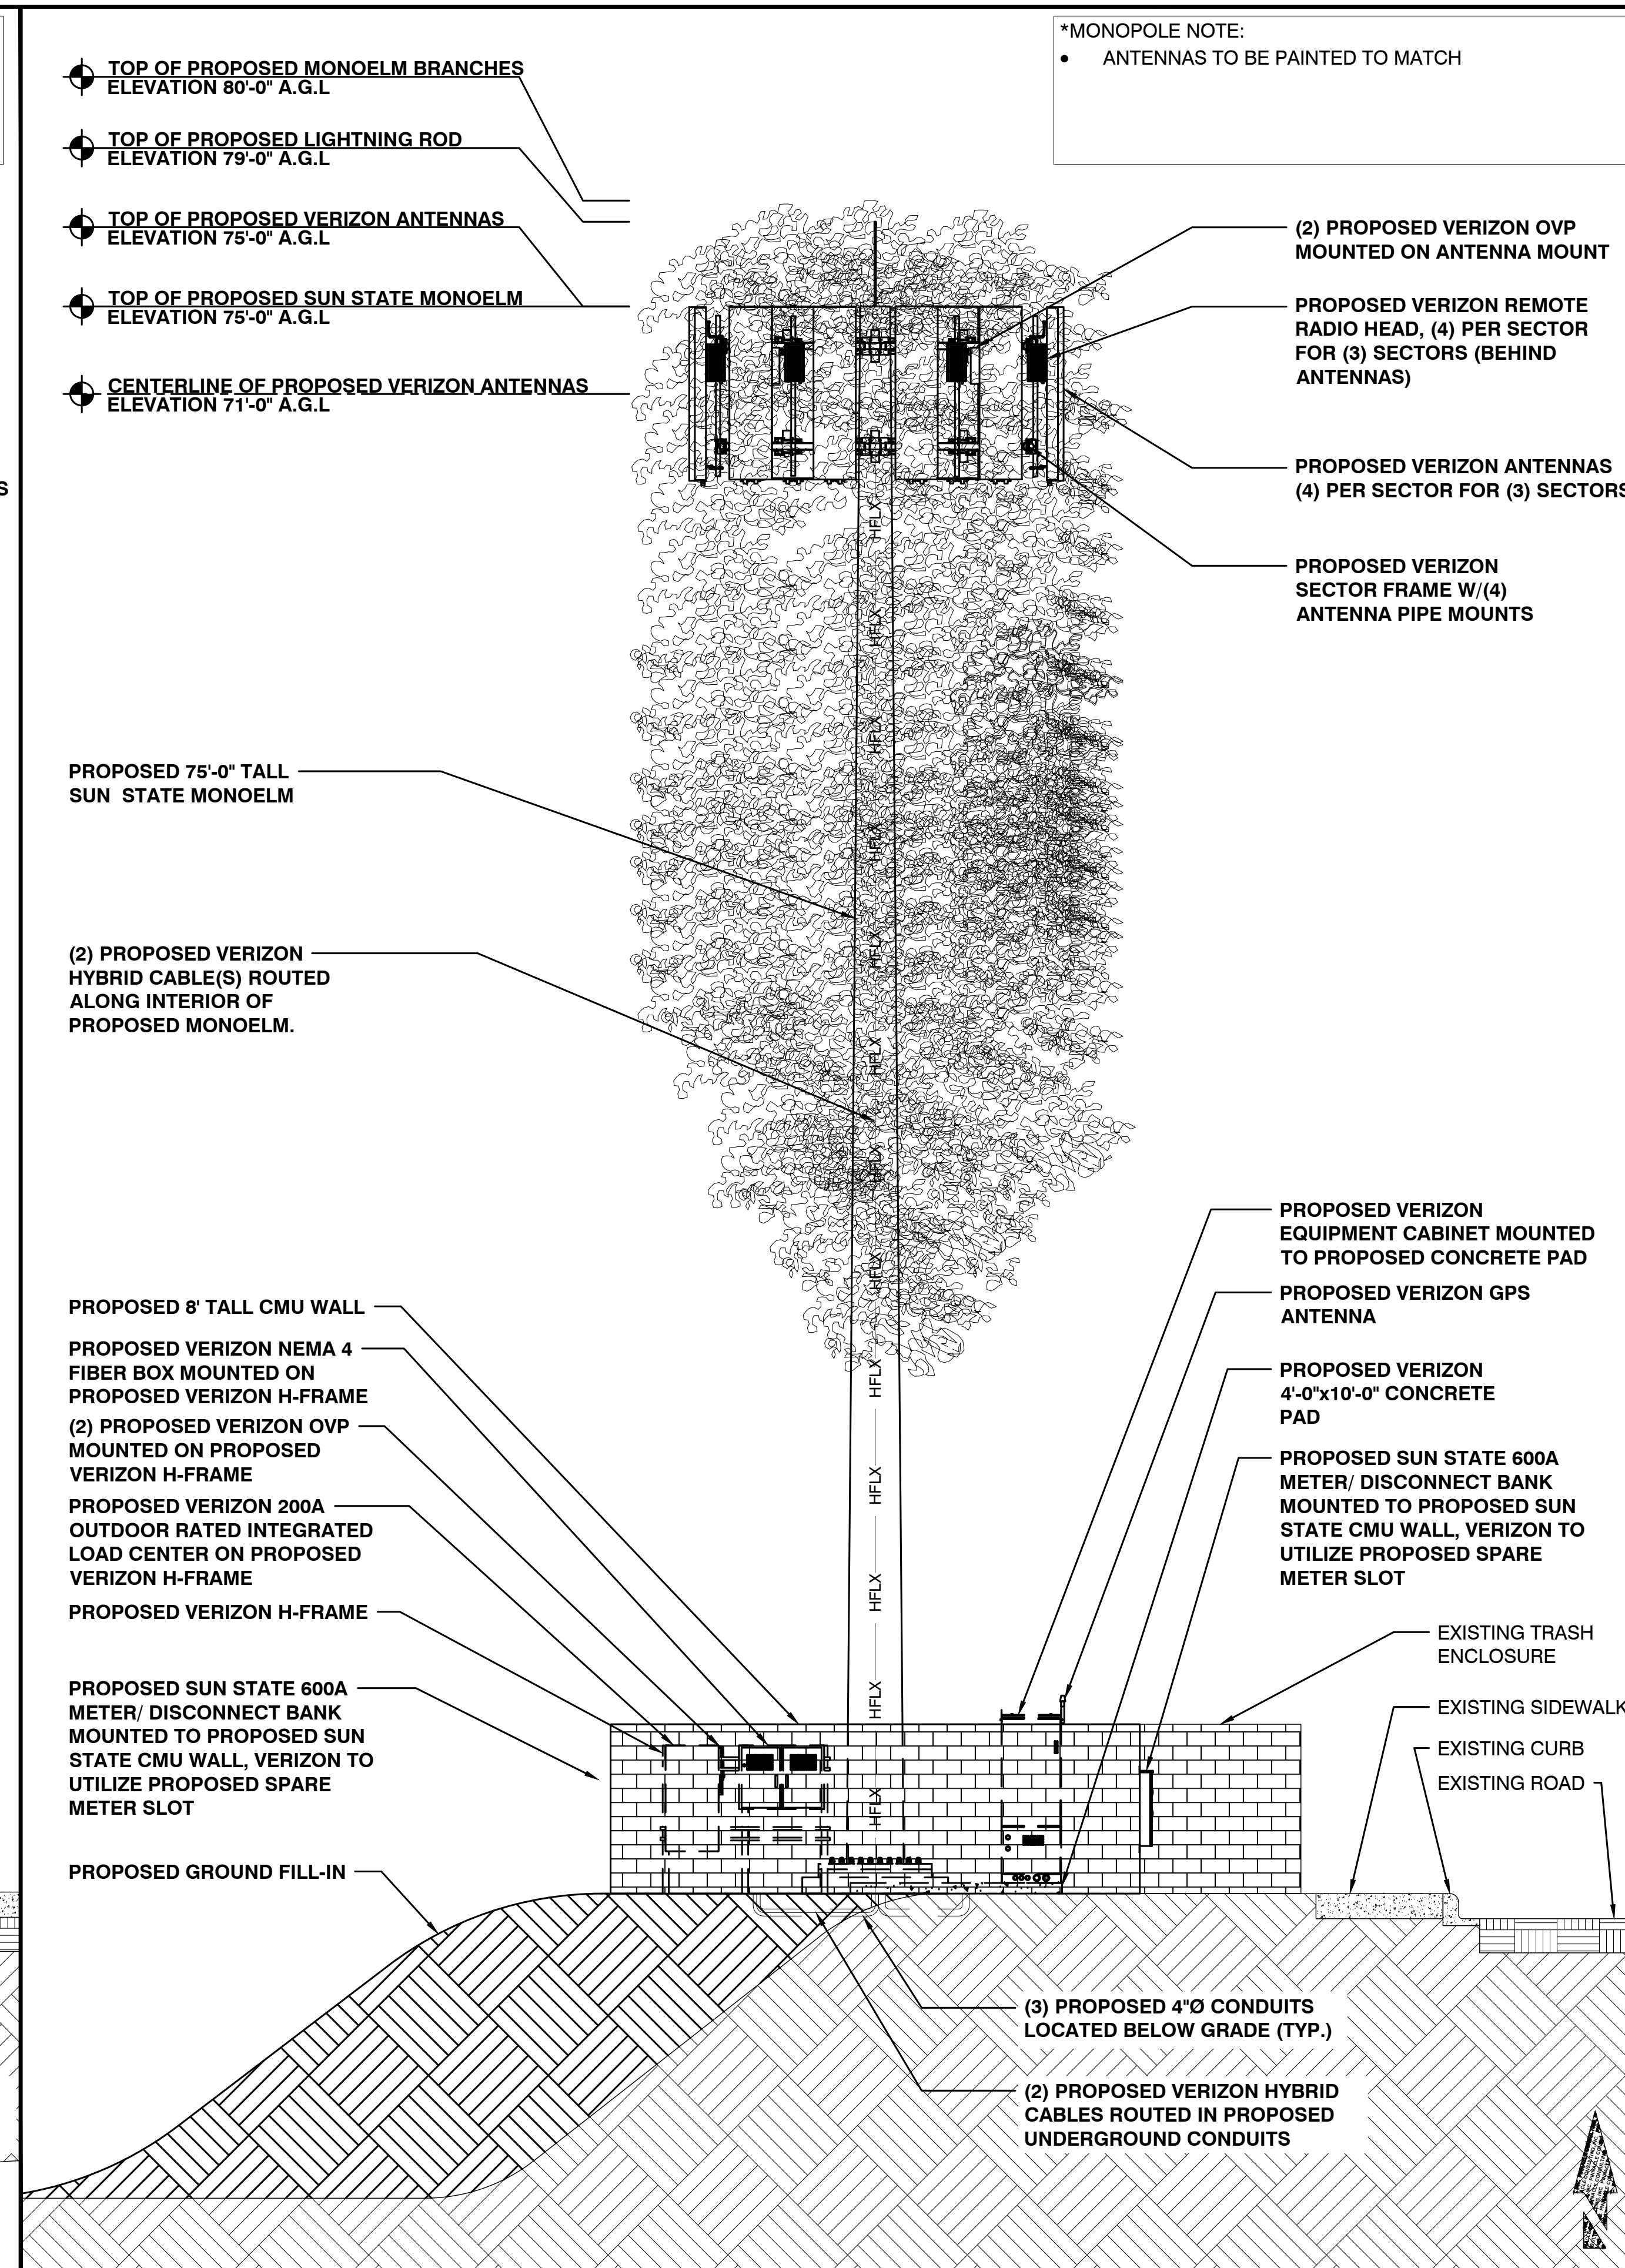 *MONOPOLE NOTE:
• ANTENNAS TO BE PAINTED TO MATCH
TOP OF PROPOSED MONOELM BRANCHES
ELEVATION 80'-0" A.G.L
TOP OF PROPOSED LIGHTNING ROD
ELEVATION 79'-0" A.G.L
TOP OF PROPOSED VERIZON ANTENNAS
ELEVATION 75'-0" A.G.L
TOP OF PROPOSED SUN STATE MONOELM
ELEVATION 75'-0" A.G.L
CENTERLINE OF PROPOSED VERIZON ANTENNAS
ELEVATION 71'-0" A.G.L
S
(2) PROPOSED VERIZON OVP
MOUNTED ON ANTENNA MOUNT
PROPOSED VERIZON REMOTE
RADIO HEAD, (4) PER SECTOR
FOR (3) SECTORS (BEHIND
ANTENNAS)
PROPOSED VERIZON ANTENNAS
(4) PER SECTOR FOR (3) SECTORS
PROPOSED VERIZON
SECTOR FRAME W/(4)
ANTENNA PIPE MOUNTS
PROPOSED 75'-0" TALL
SUN STATE MONOELM
(2) PROPOSED VERIZON
HYBRID CABLE(S) ROUTED
ALONG INTERIOR OF
PROPOSED MONOELM.
HFLX
HFLX
HFLX
HFLX
HFLX
HFLX
HFLX
HFLX
HFLX
HFLX
HFLX
HFLX
HFLX
PROPOSED 8' TALL CMU WALL
PROPOSED VERIZON NEMA 4
FIBER BOX MOUNTED ON
PROPOSED VERIZON H-FRAME
(2) PROPOSED VERIZON OVP
MOUNTED ON PROPOSED
VERIZON H-FRAME
PROPOSED VERIZON 200A
OUTDOOR RATED INTEGRATED
LOAD CENTER ON PROPOSED
VERIZON H-FRAME
PROPOSED VERIZON H-FRAME
PROPOSED SUN STATE 600A
METER/ DISCONNECT BANK
MOUNTED TO PROPOSED SUN
STATE CMU WALL, VERIZON TO
UTILIZE PROPOSED SPARE
METER SLOT
PROPOSED GROUND FILL-IN
PROPOSED VERIZON
EQUIPMENT CABINET MOUNTED
TO PROPOSED CONCRETE PAD
PROPOSED VERIZON GPS
ANTENNA
PROPOSED VERIZON
4'-0"x10'-0" CONCRETE
PAD
PROPOSED SUN STATE 600A
METER/ DISCONNECT BANK
MOUNTED TO PROPOSED SUN
STATE CMU WALL, VERIZON TO
UTILIZE PROPOSED SPARE
METER SLOT
EXISTING TRASH
ENCLOSURE
EXISTING SIDEWALK
EXISTING CURB
EXISTING ROAD
(3) PROPOSED 4"Ø CONDUITS
LOCATED BELOW GRADE (TYP.)
(2) PROPOSED VERIZON HYBRID
CABLES ROUTED IN PROPOSED
UNDERGROUND CONDUITS